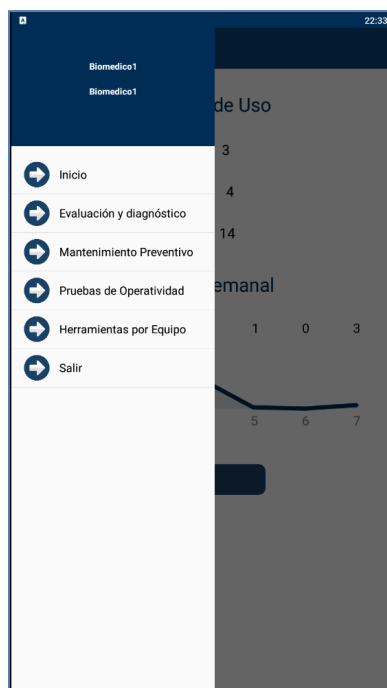 A
22:33
Biomedico1
Biomedico1
de Uso
3
4
14
Inicio
Evaluación y diagnóstico
Mantenimiento Preventivo
Pruebas de Operatividad
Herramientas por Equipo
Salir
emanal
1 0 3
5 6 7